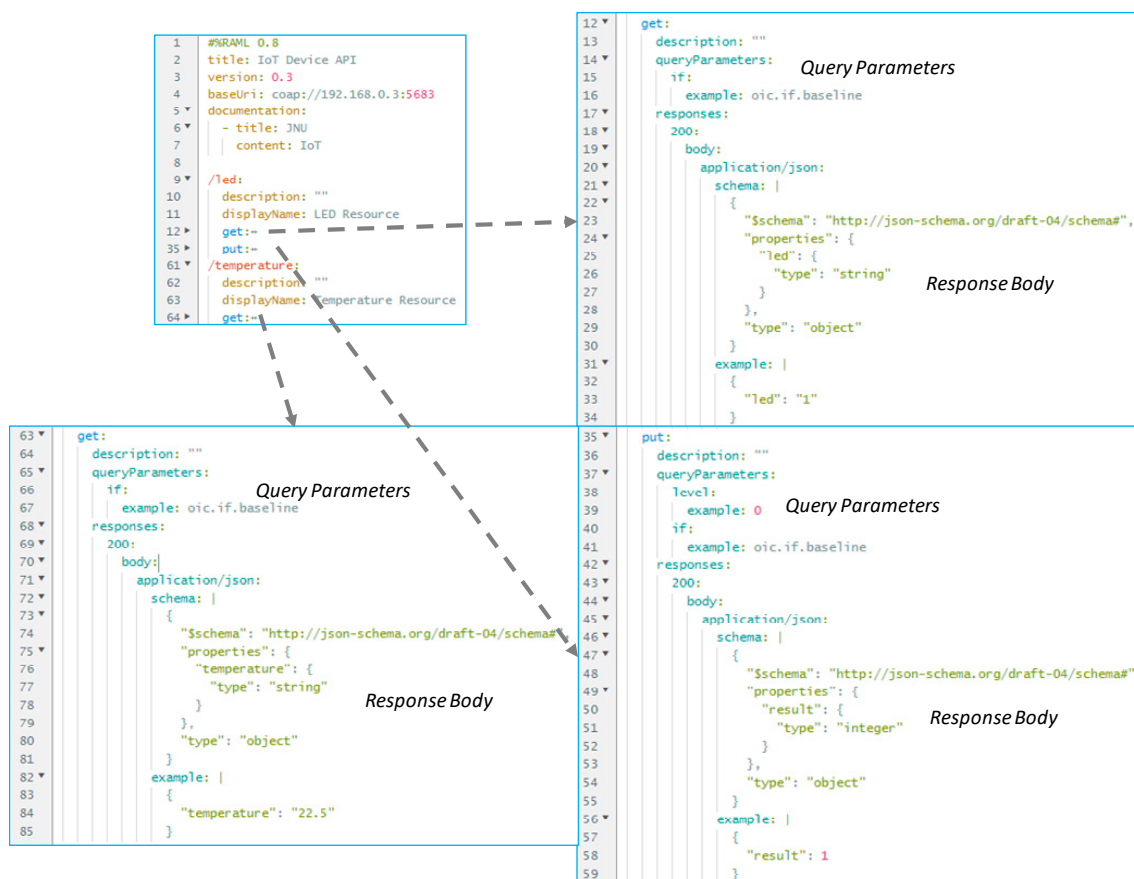 1 #%RAML 0.8
2 title: IoT Device API
3 version: 0.3
4 baseUri: coap://192.168.0.3:5683
5 documentation:
6 - title: JNU
7 content: IoT
8
9 /led:
10 description: ""
11 displayName: LED Resource
12 get:
35 put:
61 /temperature:
62 description: ""
63 displayName: Temperature Resource
64 get:
12 get:
13 description: ""
14 queryParameters:
Query Parameters
15 if:
16 example: oic.if.baseline
17 responses:
18 200:
19 body:
20 application/json:
21 schema: |
22 {
23 "$schema": "http://json-schema.org/draft-04/schema#",
24 "properties": {
25 "led": {
26 "type": "string"
Response Body
27 }
28 },
29 "type": "object"
30 }
31 example: |
32 {
33 "led": "1"
34 }
63 get:
64 description: ""
65 queryParameters:
66 if:
Query Parameters
67 example: oic.if.baseline
68 responses:
69 200:
70 body:
71 application/json:
72 schema: |
73 {
74 "$schema": "http://json-schema.org/draft-04/schema#",
75 "properties": {
76 "temperature": {
77 "type": "string"
Response Body
78 }
79 },
80 "type": "object"
81 }
82 example: |
83 {
84 "temperature": "22.5"
85 }
35 put:
36 description: ""
37 queryParameters:
38 level:
39 example: 0
Query Parameters
40 if:
41 example: oic.if.baseline
42 responses:
43 200:
44 body:
45 application/json:
46 schema: |
47 {
48 "$schema": "http://json-schema.org/draft-04/schema#"
49 "properties": {
50 "result": {
51 "type": "integer"
Response Body
52 }
53 },
54 "type": "object"
55 }
56 example: |
57 {
58 "result": 1
59 }